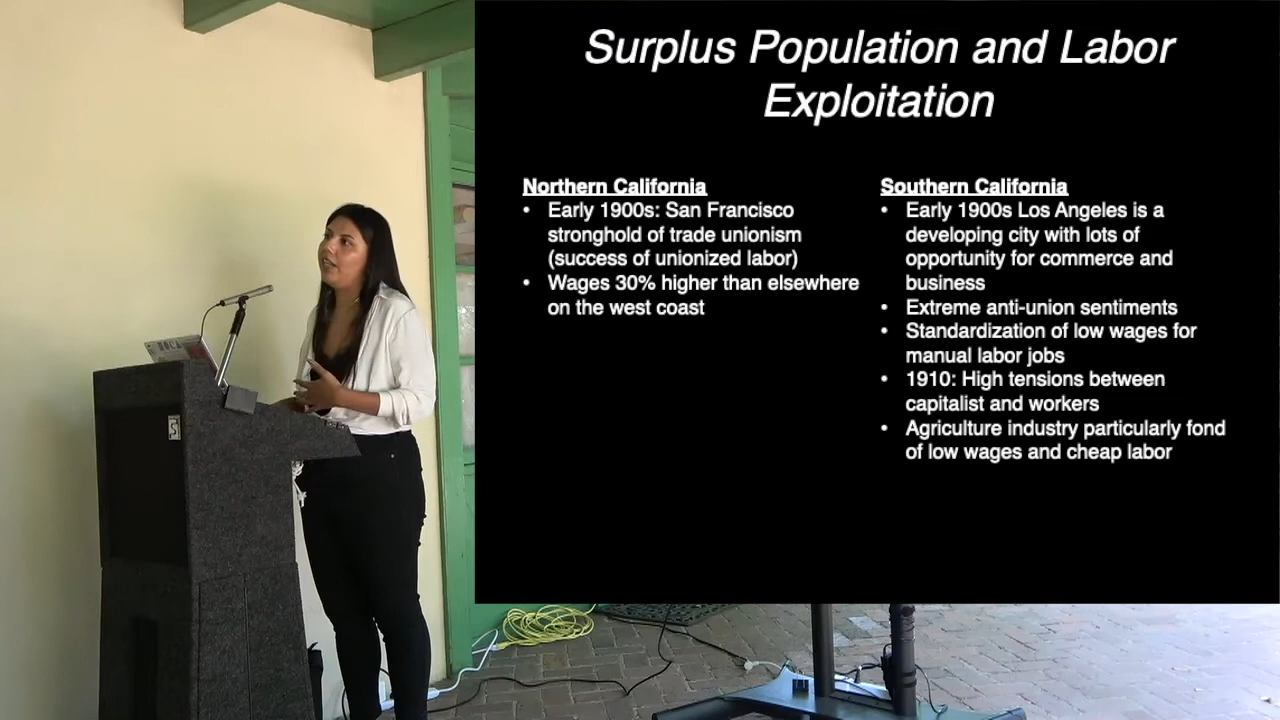 Surplus Population and Labor
Exploitation
Northern California
• Early 1900s: San Francisco
stronghold of trade unionism
(success of unionized labor)
• Wages 30% higher than elsewhere
on the west coast
Southern California
• Early 1900s Los Angeles is a
developing city with lots of
opportunity for commerce and
business
• Extreme anti-union sentiments
• Standardization of low wages for
manual labor jobs
• 1910: High tensions between
capitalist and workers
• Agriculture industry particularly fond
of low wages and cheap labor